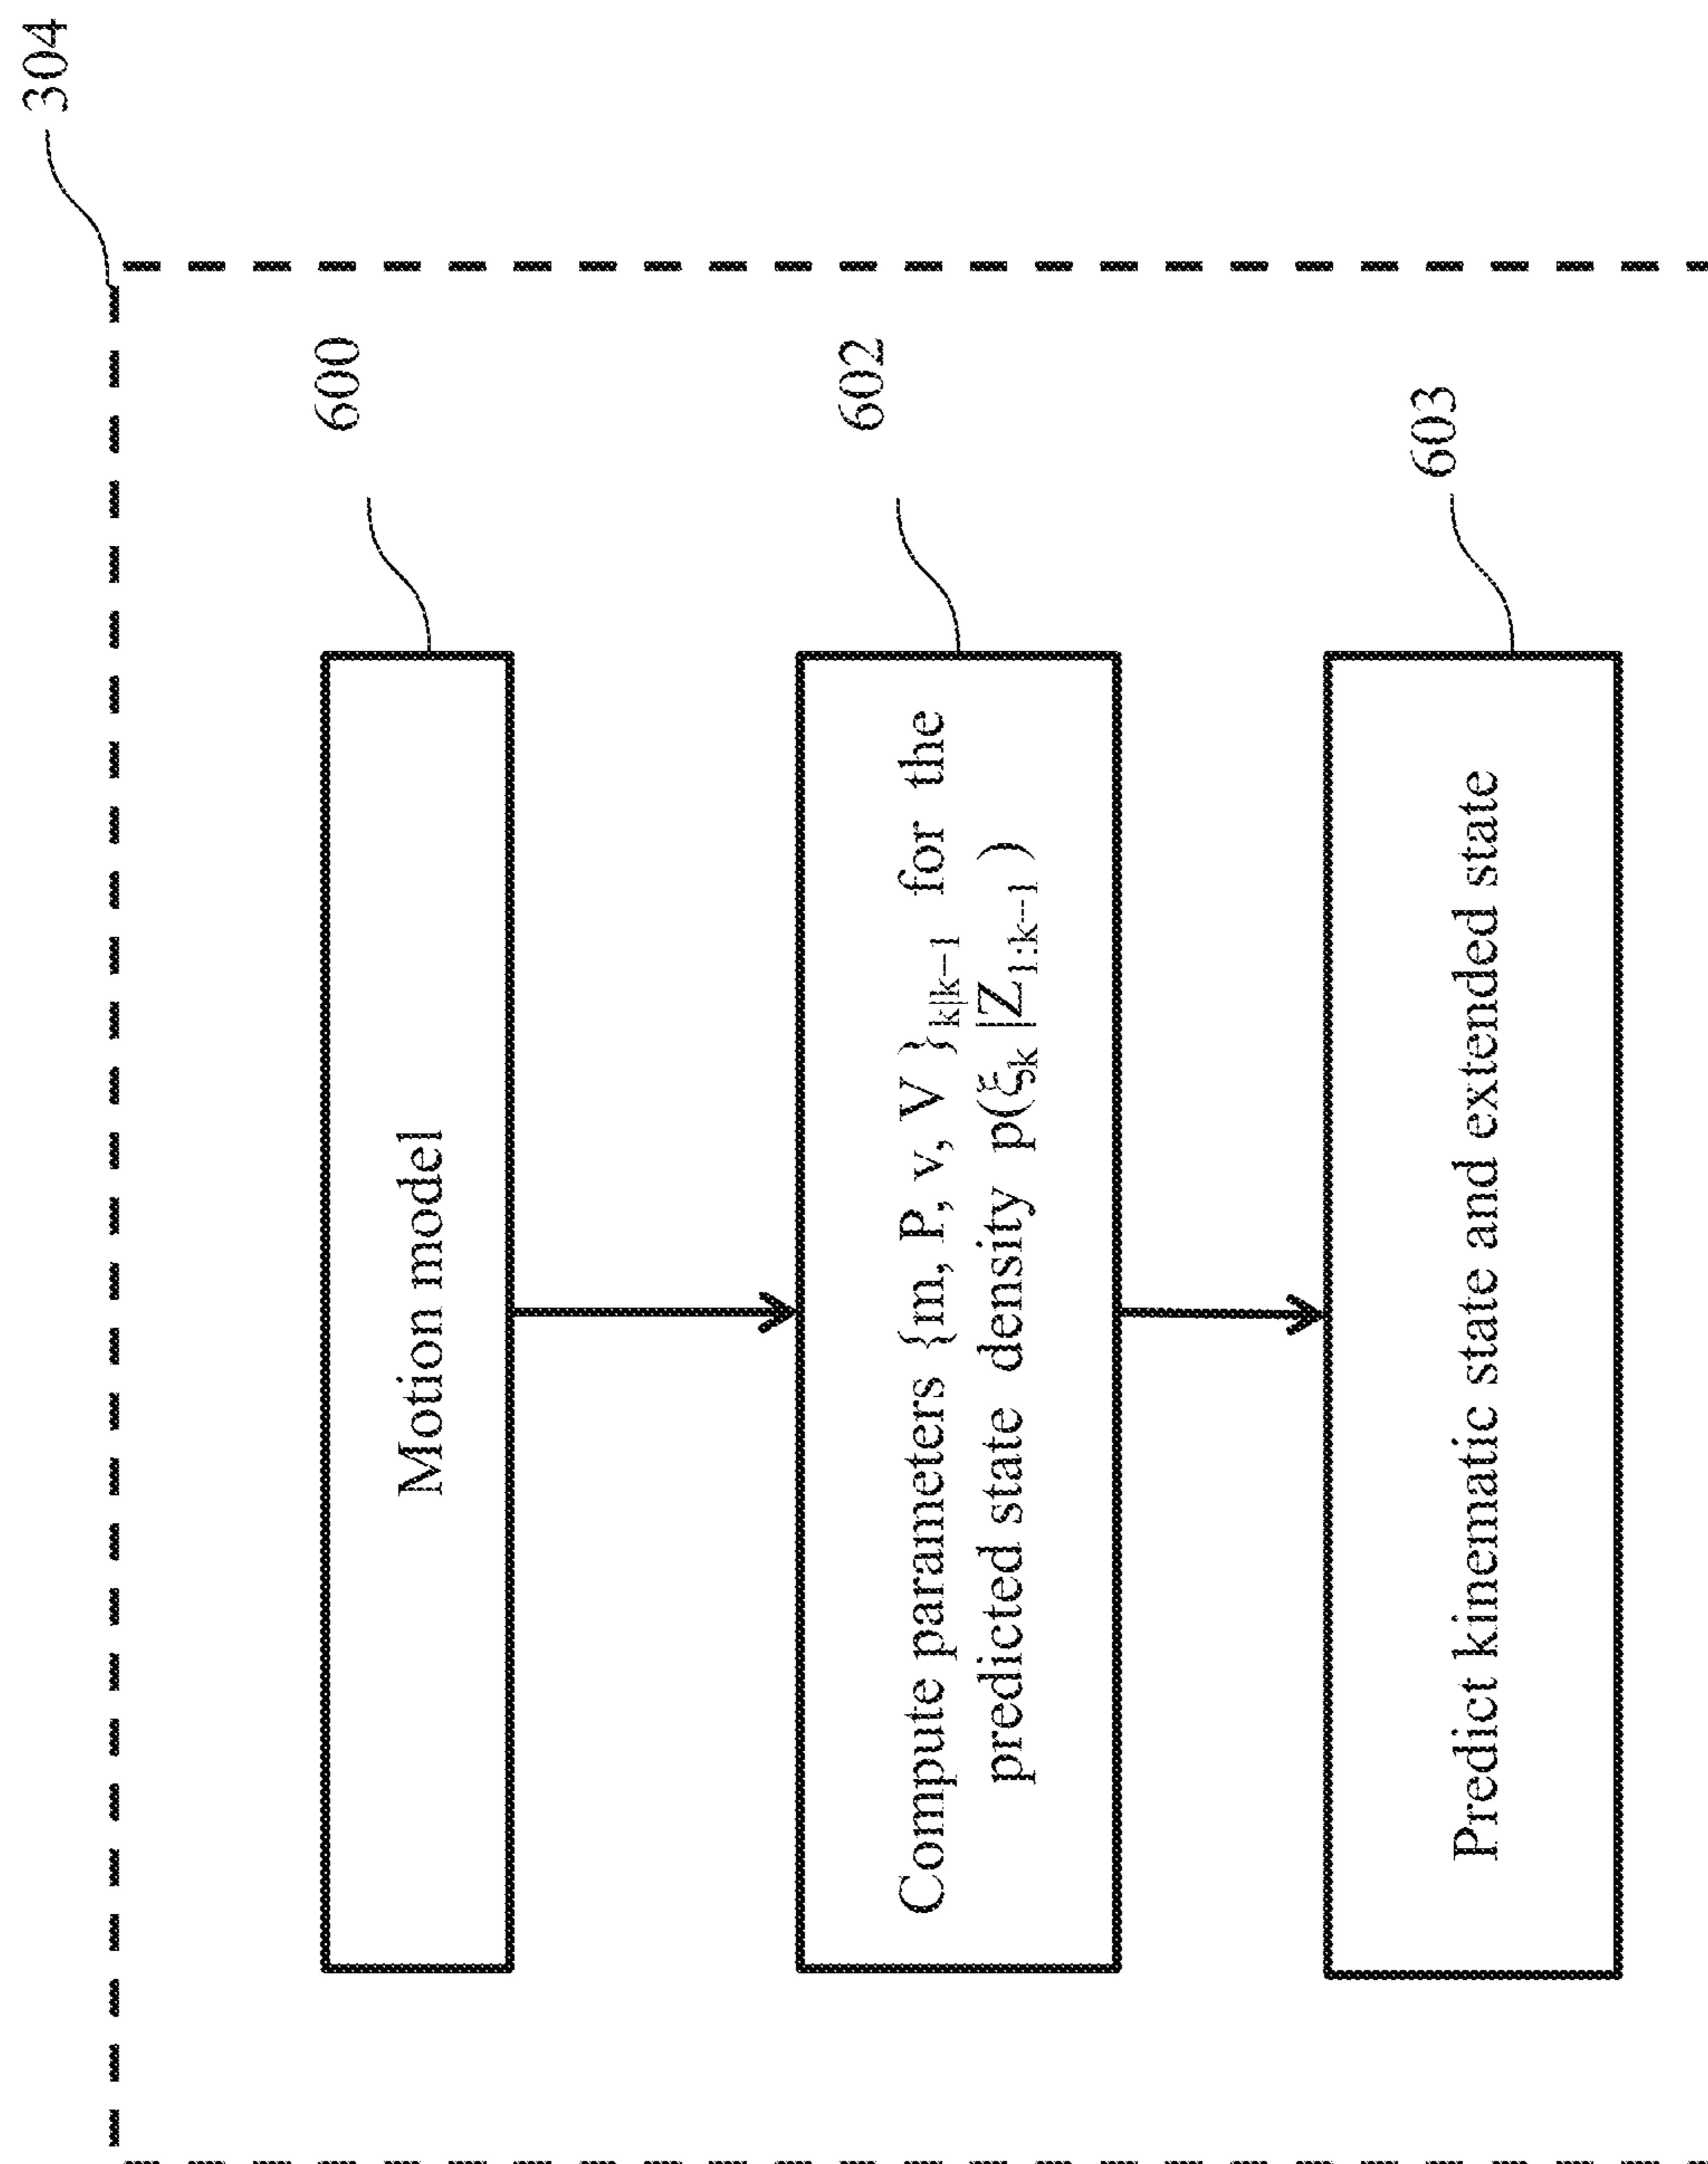 304
600
Motion model
602
Compute parameters {m, P, v, V }k|k−1 for the
predicted state density p(ξk |Z1:k−1 )
603
Predict kinematic state and extended state